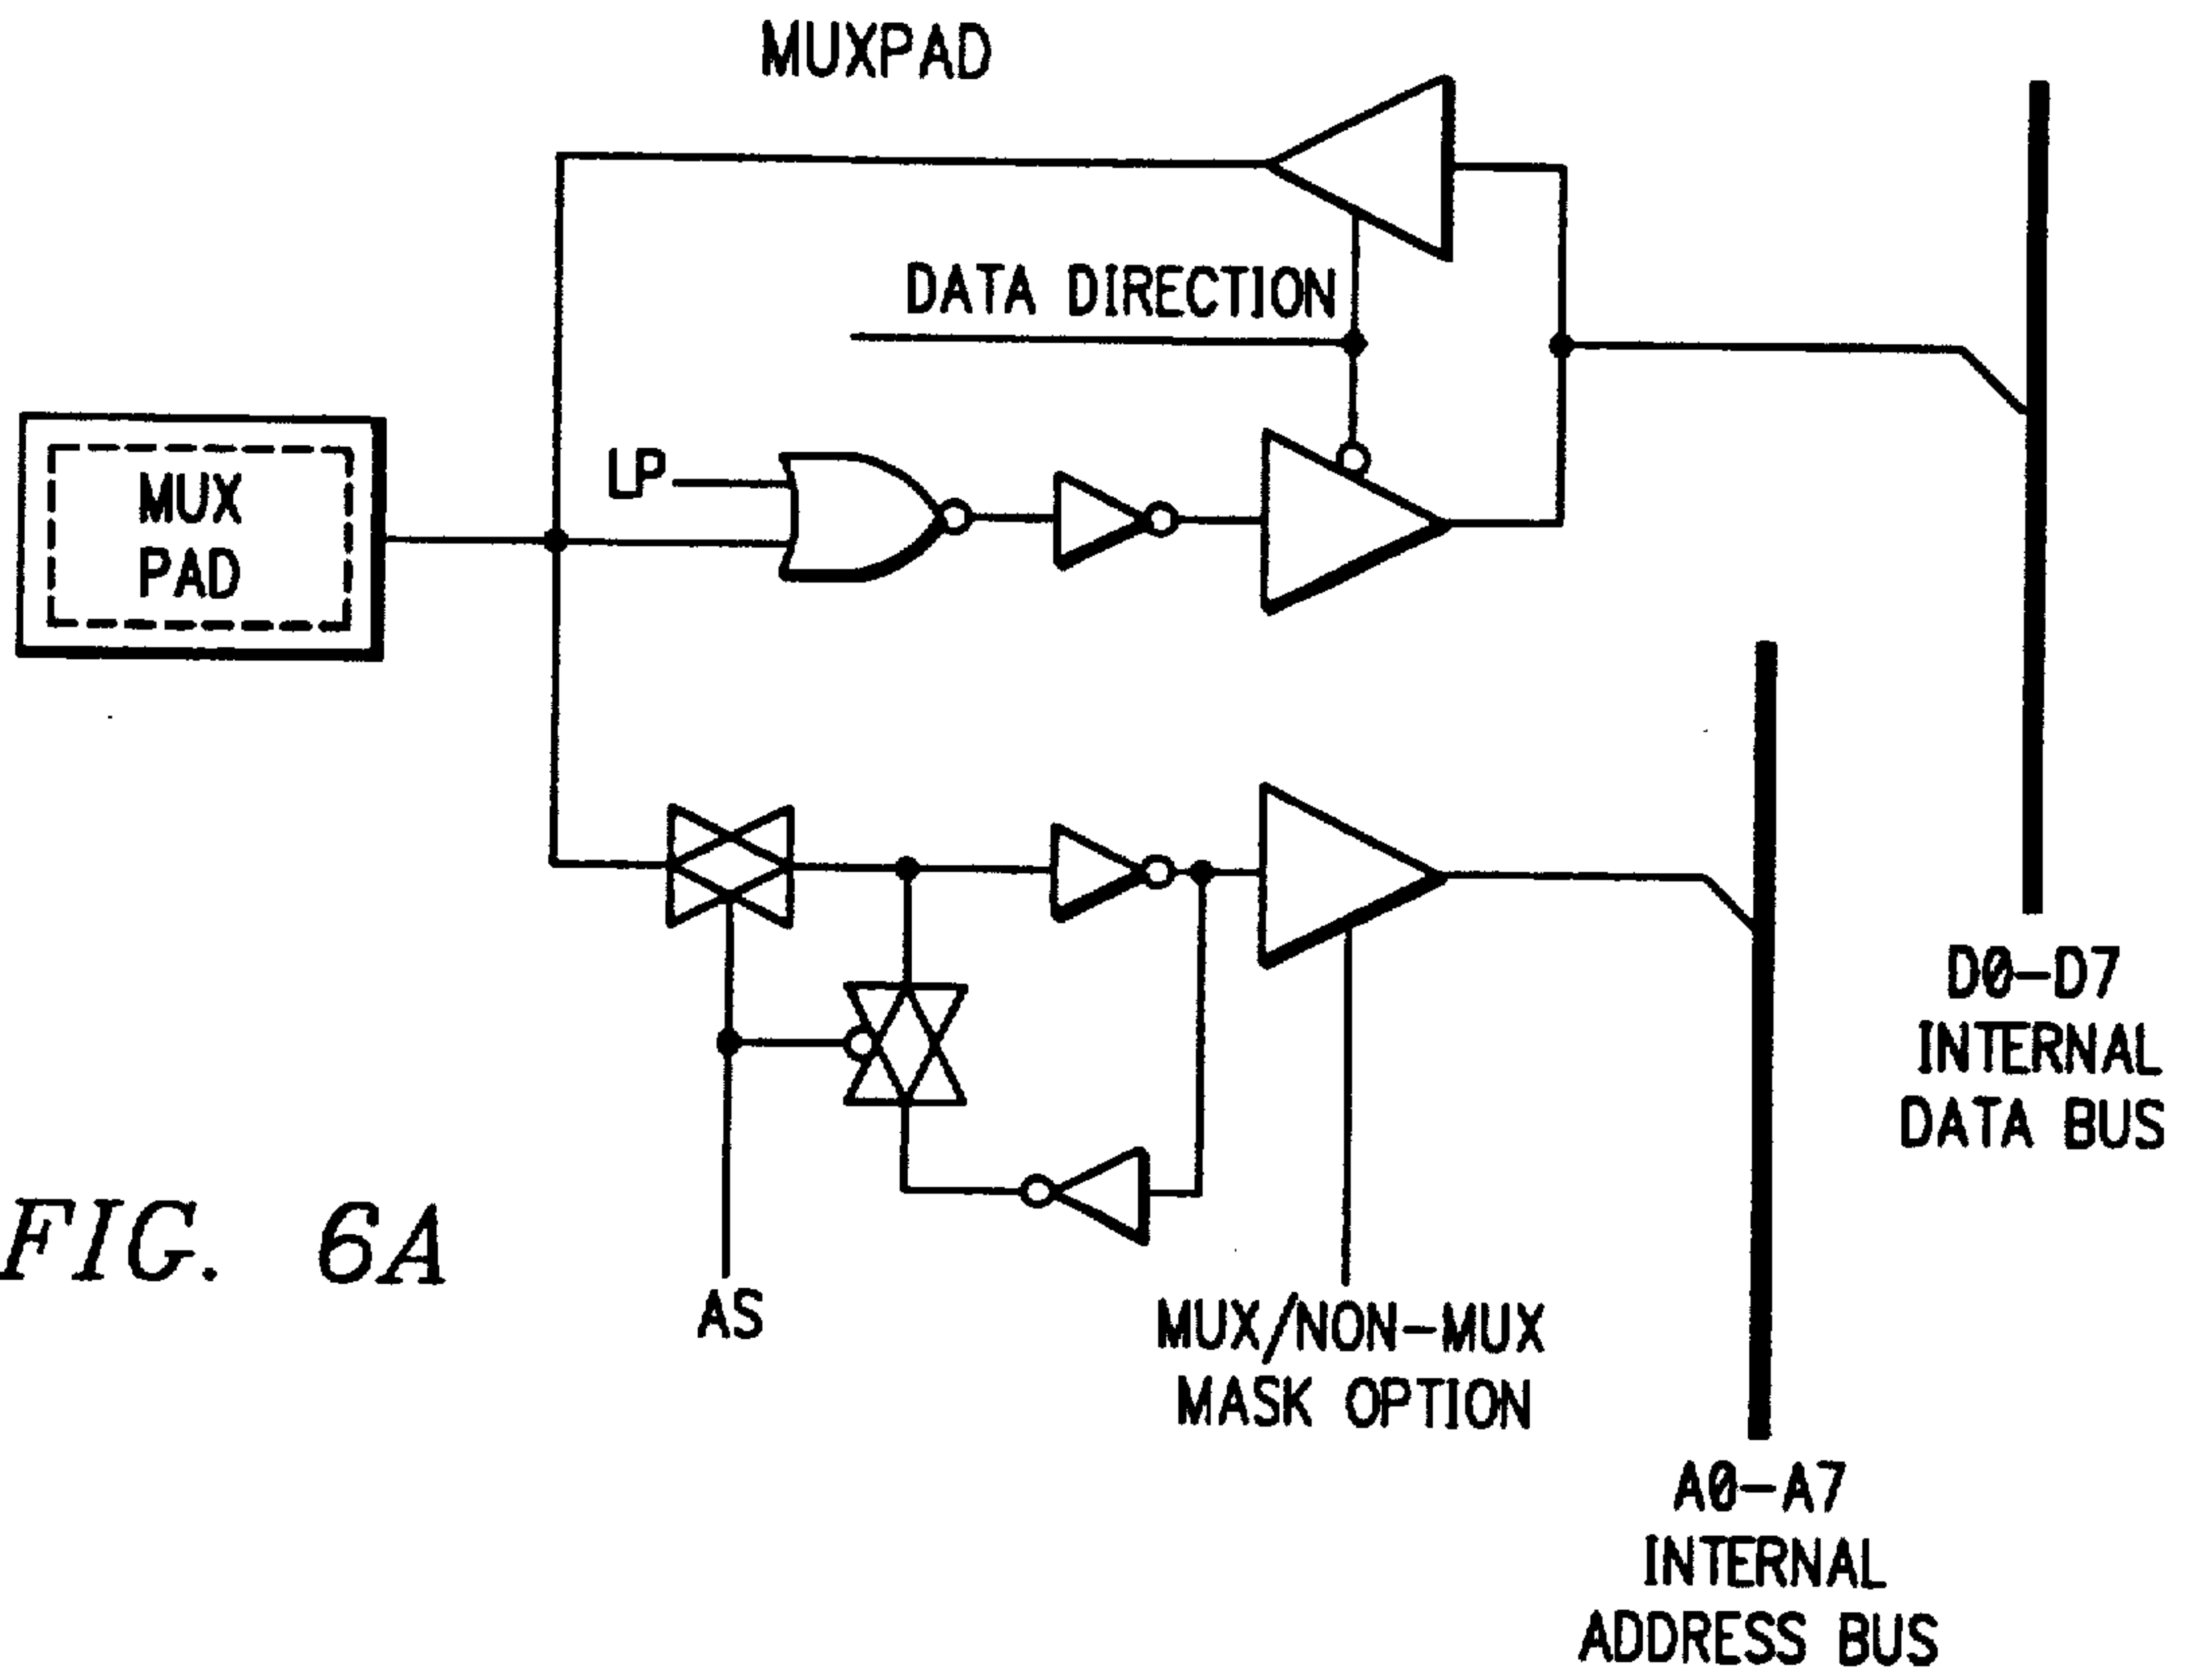 MUXPAD
DATA DIRECTION
LP
MUX
PAD
D0-D7
INTERNAL
DATA BUS
FIG. 6A
AS
MUX/NON-MUX
MASK OPTION
A0-A7
INTERNAL
ADDRESS BUS